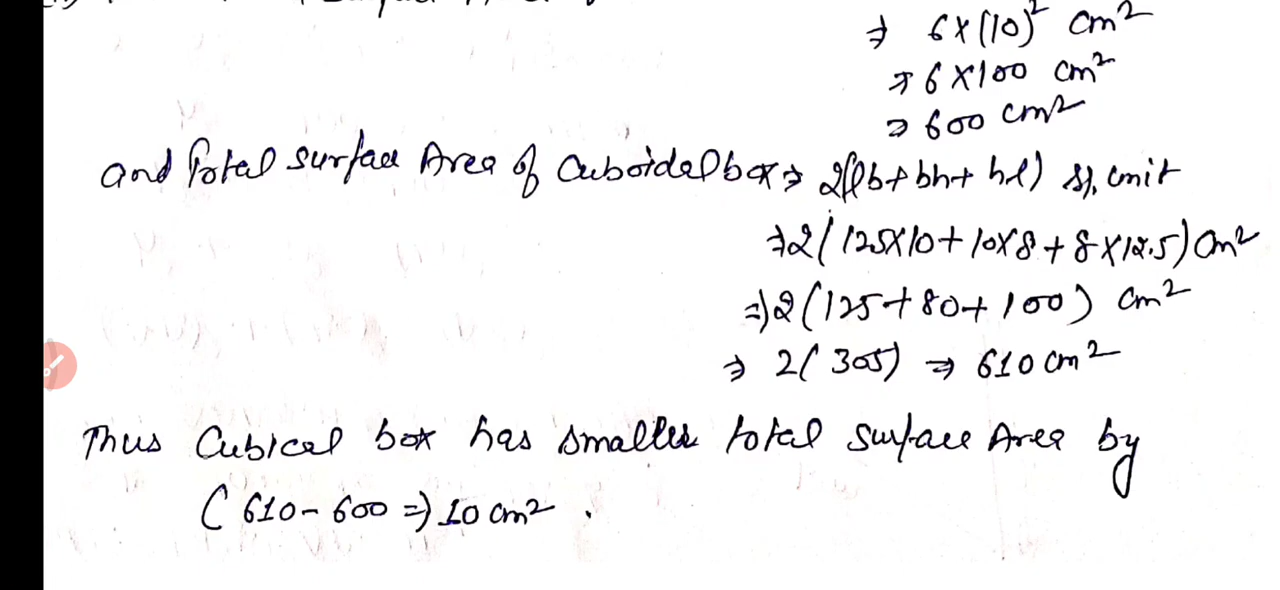 ⇒ 6×(10)² cm²
⇒ 6×100 cm²
⇒ 600 cm²
and Total surface Area of Cuboidal box ⇒ 2(lb+bh+hl) sq. unit
⇒ 2(125×10+10×8+8×12.5) cm²
⇒ 2(125+80+100) cm²
⇒ 2(305) ⇒ 610 cm²
Thus Cubical box has smaller total surface Area by
(610-600 ⇒) 10 cm².